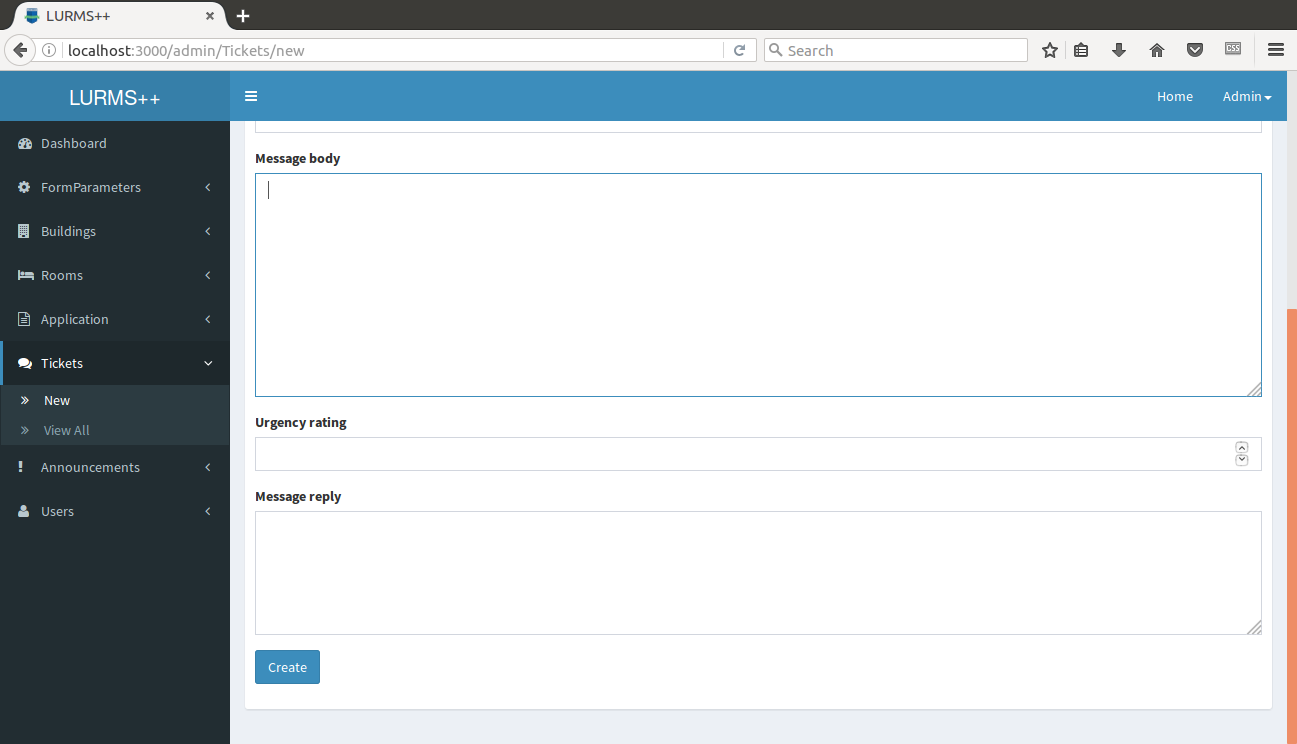 LURMS++
localhost:3000/admin/Tickets/new
Search
CSS
LURMS++
Home
Admin
Dashboard
FormParameters
Buildings
Rooms
Application
Tickets
New
View All
Announcements
Users
Message body
Urgency rating
Message reply
Create